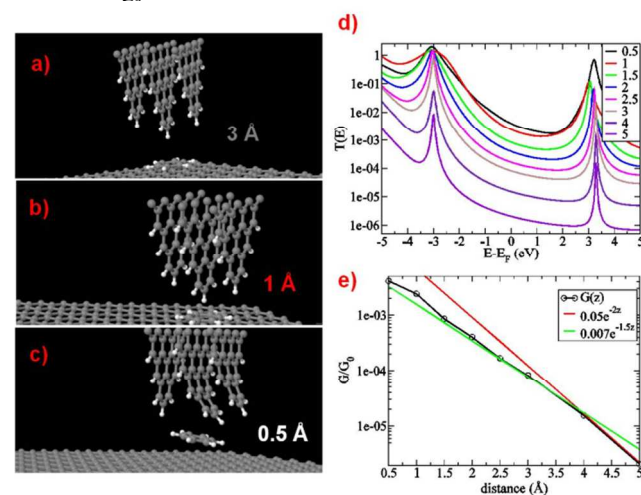 a)
3 Å
b)
1 Å
c)
0.5 Å
d)
T(E)
1
1e-01
1e-02
1e-03
1e-04
1e-05
1e-06
-5 -4 -3 -2 -1 0 1 2 3 4 5
E-E_F (eV)
0.5
1
1.5
2
2.5
3
4
5
e)
G/G₀
1e-03
1e-04
1e-05
G(z)
0.05e^-2z
0.007e^-1.5z
0.5 1 1.5 2 2.5 3 3.5 4 4.5 5
distance (Å)